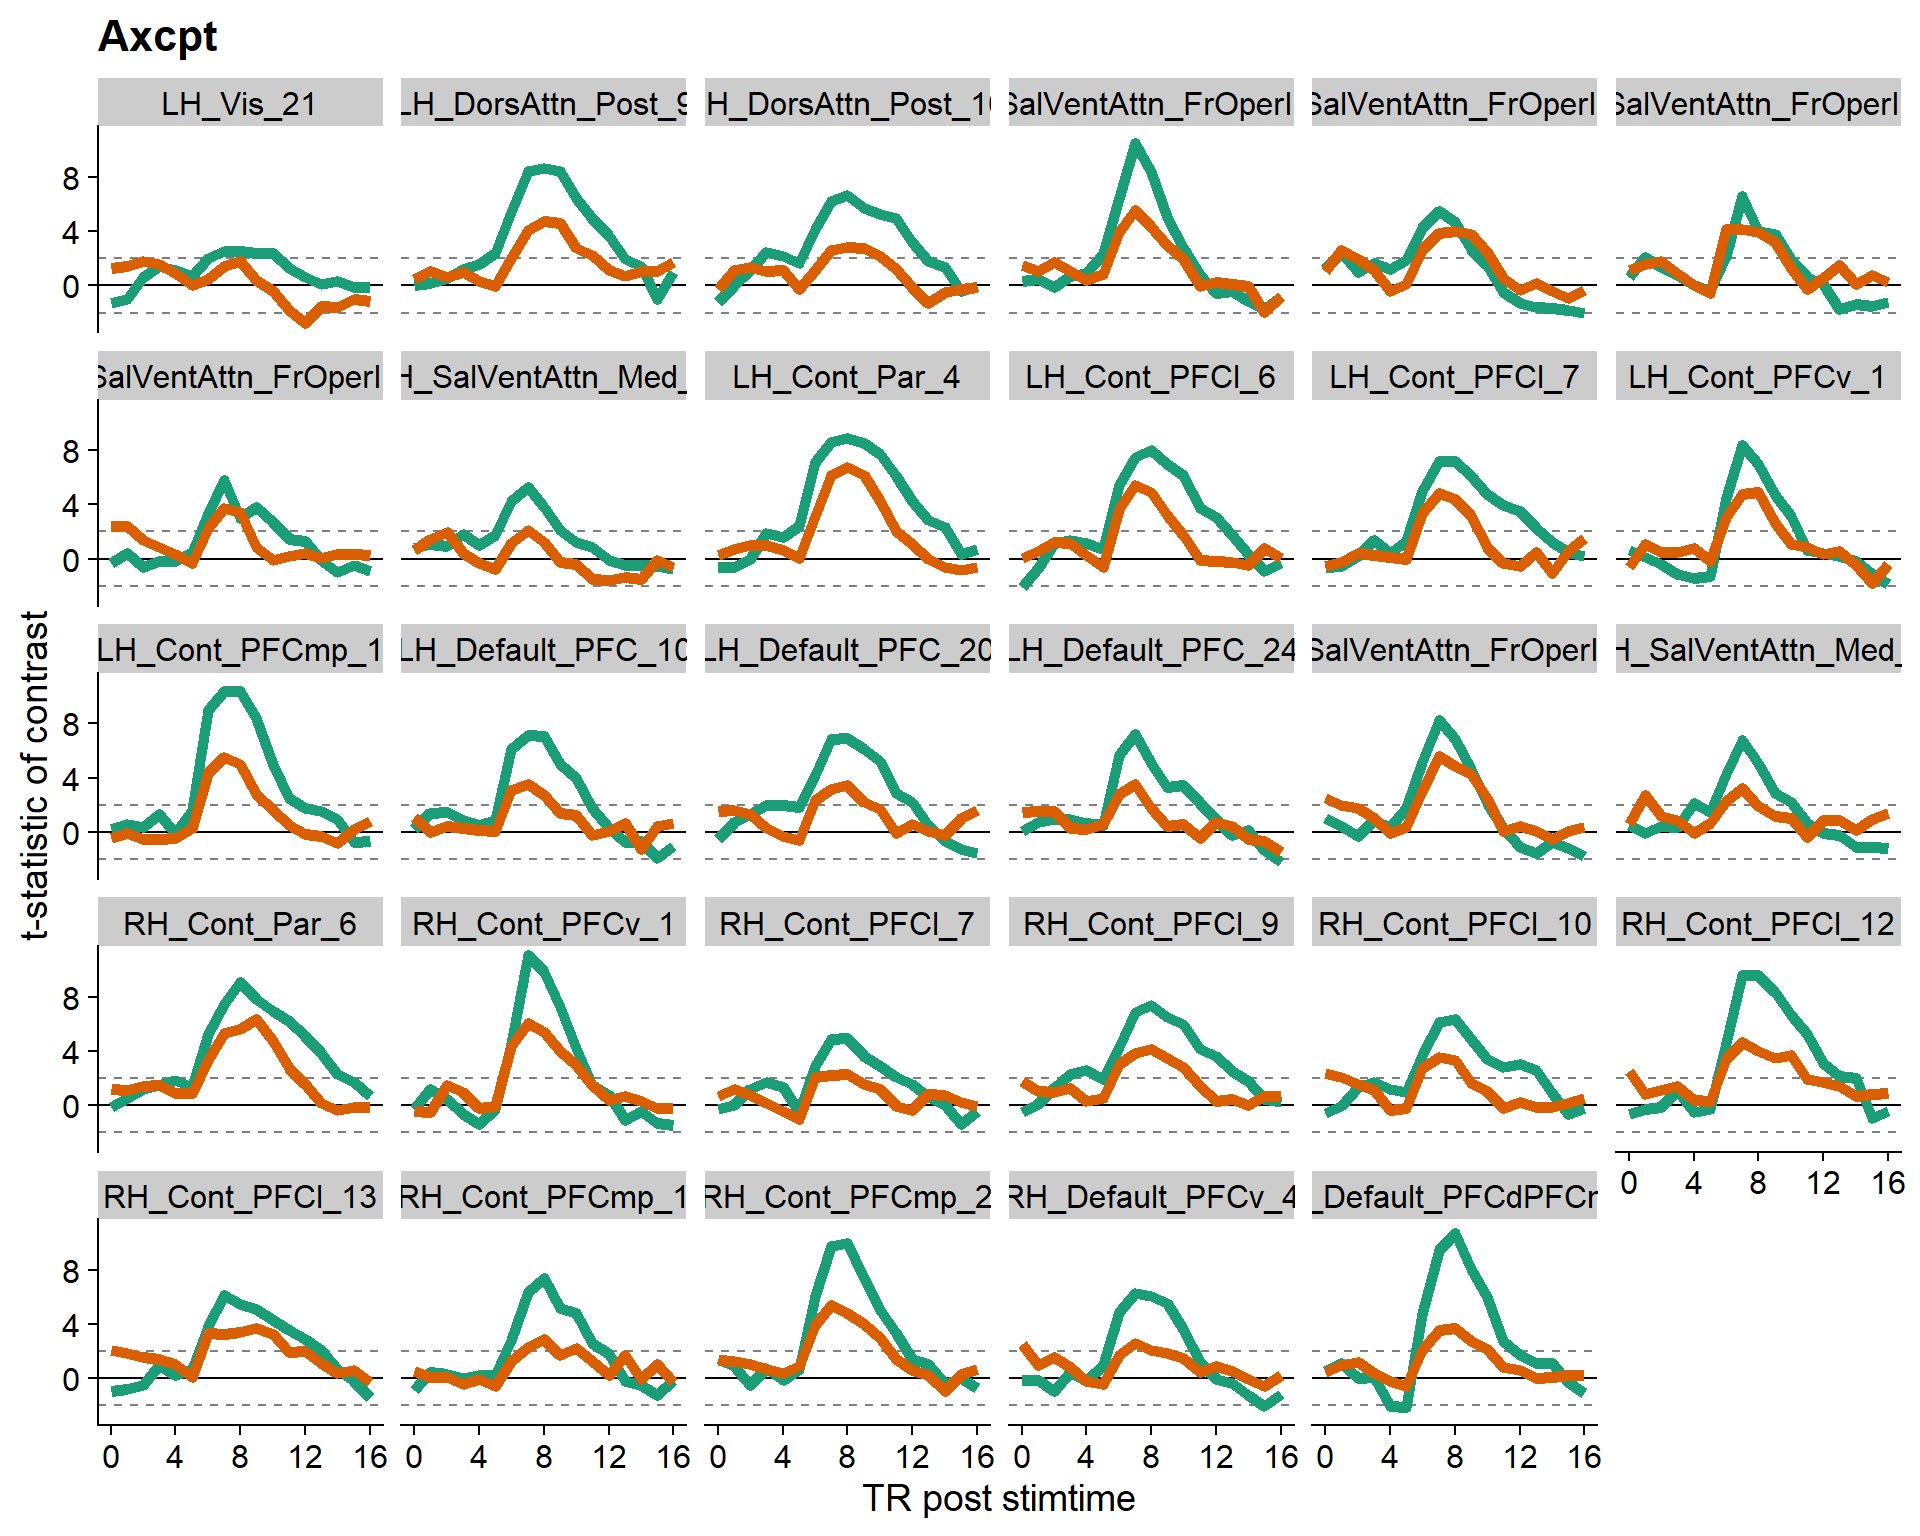 Axcpt
LH_Vis_21
LH_DorsAttn_Post_9
H_DorsAttn_Post_10
SalVentAttn_FrOperI
SalVentAttn_FrOperI
SalVentAttn_FrOperI
8
4
0
SalVentAttn_FrOperI
H_SalVentAttn_Med_
LH_Cont_Par_4
LH_Cont_PFCl_6
LH_Cont_PFCl_7
LH_Cont_PFCv_1
8
4
0
LH_Cont_PFCmp_1
LH_Default_PFC_10
LH_Default_PFC_20
LH_Default_PFC_24
SalVentAttn_FrOperI
H_SalVentAttn_Med_
8
4
0
t-statistic of contrast
RH_Cont_Par_6
RH_Cont_PFCv_1
RH_Cont_PFCl_7
RH_Cont_PFCl_9
RH_Cont_PFCl_10
RH_Cont_PFCl_12
8
4
0
0 4 8 12 16
RH_Cont_PFCl_13
RH_Cont_PFCmp_1
RH_Cont_PFCmp_2
RH_Default_PFCv_4
_Default_PFCdPFCm
8
4
0
0 4 8 12 16
0 4 8 12 16
0 4 8 12 16
0 4 8 12 16
0 4 8 12 16
TR post stimtime